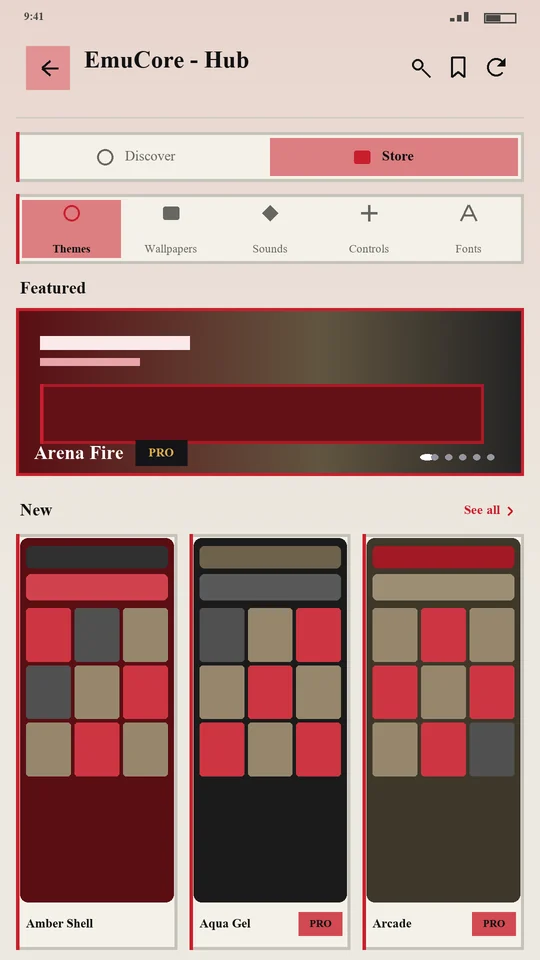 9:41
EmuCore - Hub
Discover
Store
Themes
Wallpapers
Sounds
Controls
Fonts
Featured
Arena Fire
PRO
New
See all
Amber Shell
Aqua Gel
PRO
Arcade
PRO